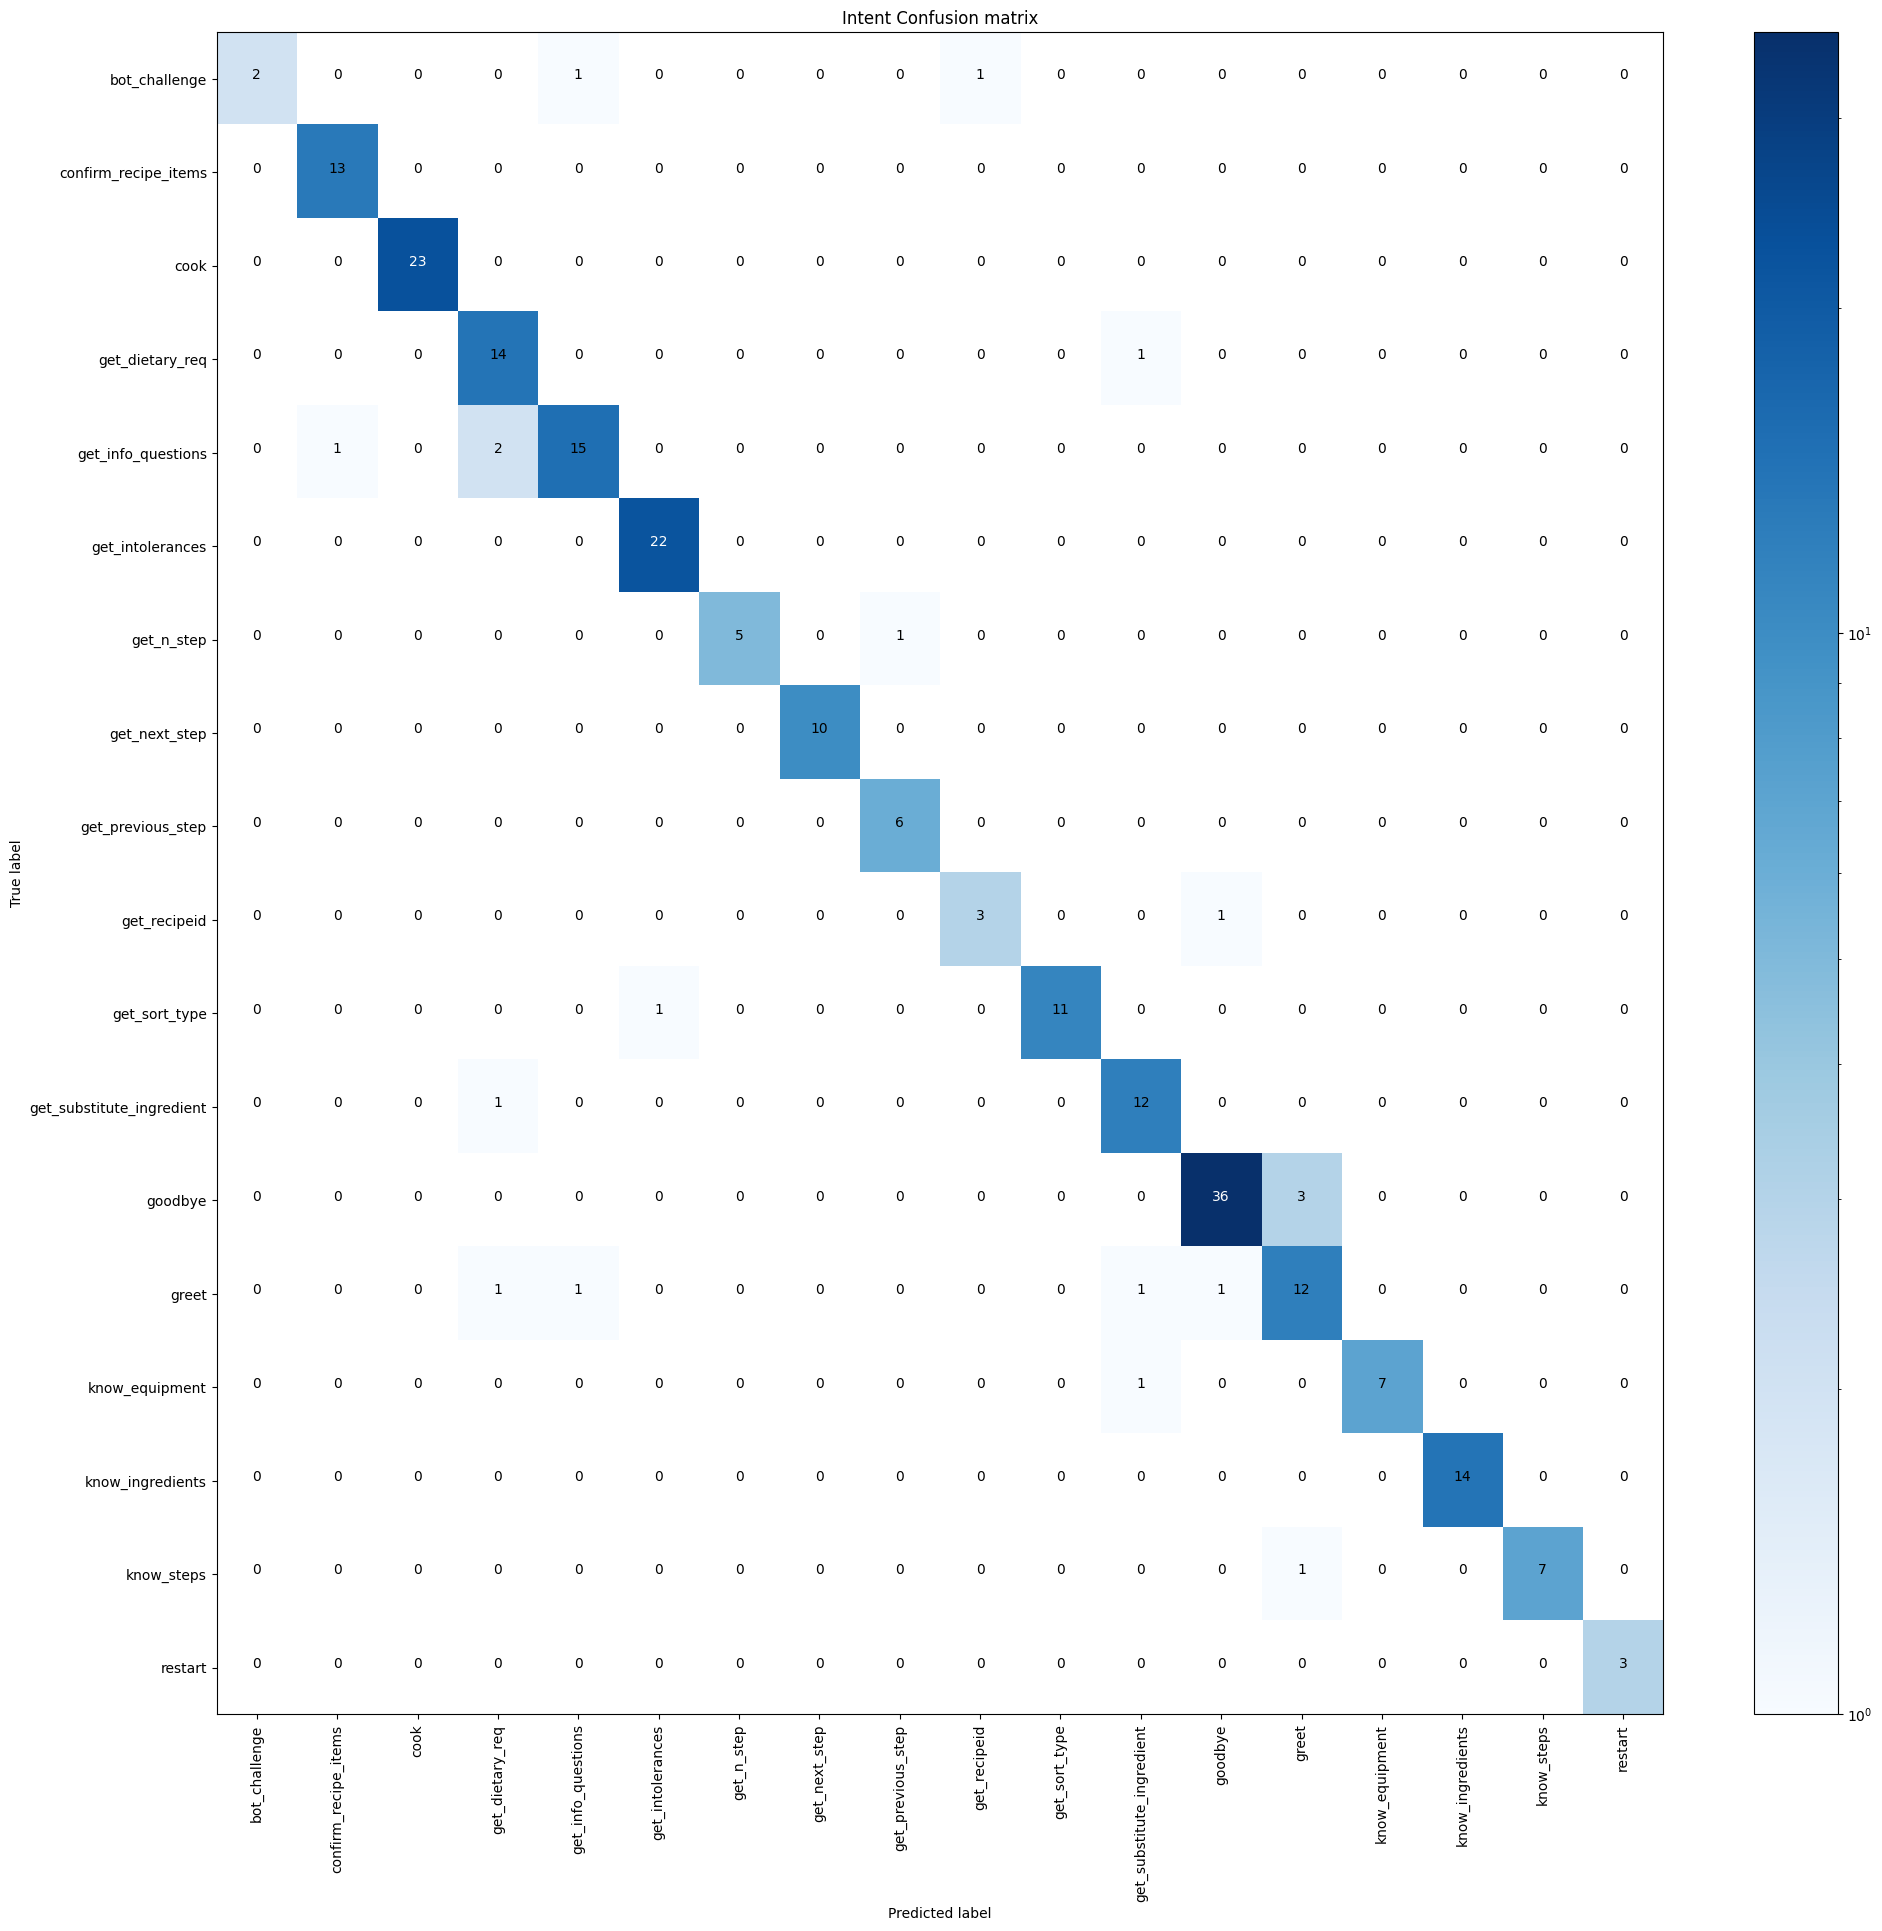 Intent Confusion matrix
bot_challenge 2 0 0 0 1 0 0 0 0 1 0 0 0 0 0 0 0 0
confirm_recipe_items 0 13 0 0 0 0 0 0 0 0 0 0 0 0 0 0 0 0
cook 0 0 23 0 0 0 0 0 0 0 0 0 0 0 0 0 0 0
get_dietary_req 0 0 0 14 0 0 0 0 0 0 0 1 0 0 0 0 0 0
get_info_questions 0 1 0 2 15 0 0 0 0 0 0 0 0 0 0 0 0 0
get_intolerances 0 0 0 0 0 22 0 0 0 0 0 0 0 0 0 0 0 0
get_n_step 0 0 0 0 0 0 5 0 1 0 0 0 0 0 0 0 0 0
10¹
get_next_step 0 0 0 0 0 0 0 10 0 0 0 0 0 0 0 0 0 0
get_previous_step 0 0 0 0 0 0 0 0 6 0 0 0 0 0 0 0 0 0
True label
get_recipeid 0 0 0 0 0 0 0 0 0 3 0 0 1 0 0 0 0 0
get_sort_type 0 0 0 0 0 1 0 0 0 0 11 0 0 0 0 0 0 0
get_substitute_ingredient 0 0 0 1 0 0 0 0 0 0 0 12 0 0 0 0 0 0
goodbye 0 0 0 0 0 0 0 0 0 0 0 0 36 3 0 0 0 0
greet 0 0 0 1 1 0 0 0 0 0 0 1 1 12 0 0 0 0
know_equipment 0 0 0 0 0 0 0 0 0 0 0 1 0 0 7 0 0 0
know_ingredients 0 0 0 0 0 0 0 0 0 0 0 0 0 0 0 14 0 0
know_steps 0 0 0 0 0 0 0 0 0 0 0 0 0 1 0 0 7 0
restart 0 0 0 0 0 0 0 0 0 0 0 0 0 0 0 0 0 3
10⁰
bot_challenge
confirm_recipe_items
cook
get_dietary_req
get_info_questions
get_intolerances
get_n_step
get_next_step
get_previous_step
get_recipeid
get_sort_type
get_substitute_ingredient
goodbye
greet
know_equipment
know_ingredients
know_steps
restart
Predicted label